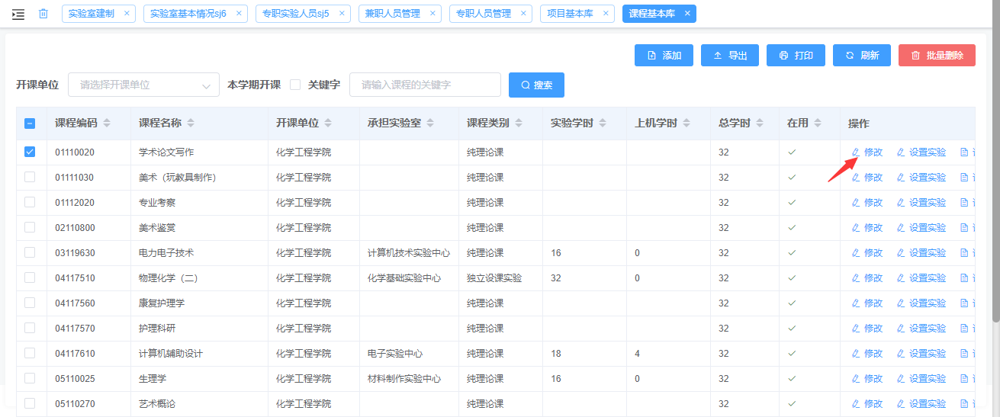 实验室建制 × 实验室基本情况sj6 × 专职实验人员sj5 × 兼职人员管理 × 专职人员管理 × 项目基本库 × 课程基本库 ×
添加 导出 打印 刷新 批量删除
开课单位 请选择开课单位 本学期开课 关键字 请输入课程的关键字 搜索
课程编码 课程名称 开课单位 承担实验室 课程类别 实验学时 上机学时 总学时 在用 操作
01110020 学术论文写作 化学工程学院 纯理论课 32 修改 设置实验
01111030 美术（玩教具制作） 化学工程学院 纯理论课 32 修改 设置实验
01112020 专业考察 化学工程学院 纯理论课 32 修改 设置实验
02110800 美术鉴赏 化学工程学院 纯理论课 32 修改 设置实验
03119630 电力电子技术 化学工程学院 计算机技术实验中心 纯理论课 16 0 32 修改 设置实验
04117510 物理化学（二） 化学工程学院 化学基础实验中心 独立设课实验 32 0 32 修改 设置实验
04117560 康复护理学 化学工程学院 纯理论课 32 修改 设置实验
04117570 护理科研 化学工程学院 纯理论课 32 修改 设置实验
04117610 计算机辅助设计 化学工程学院 电子实验中心 纯理论课 18 4 32 修改 设置实验
05110025 生理学 化学工程学院 材料制作实验中心 纯理论课 16 0 32 修改 设置实验
05110270 艺术概论 化学工程学院 纯理论课 32 修改 设置实验